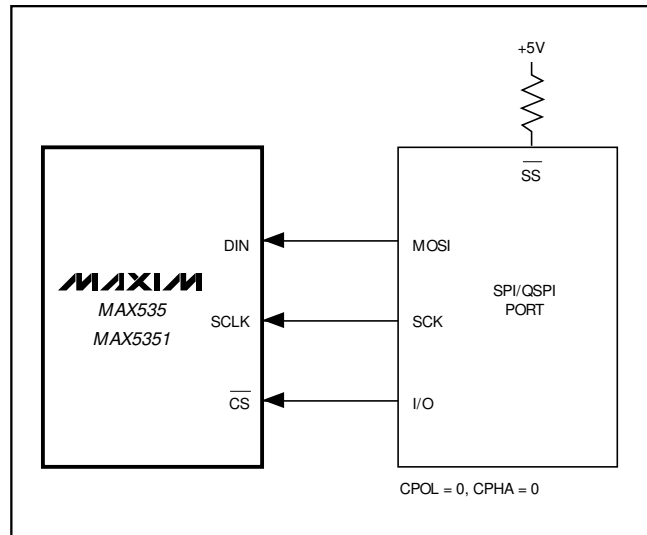 +5V
SS
DIN
MOSI
MAXIM
MAX535
MAX5351
SPI/QSPI
PORT
SCLK
SCK
CS
I/O
CPOL = 0, CPHA = 0